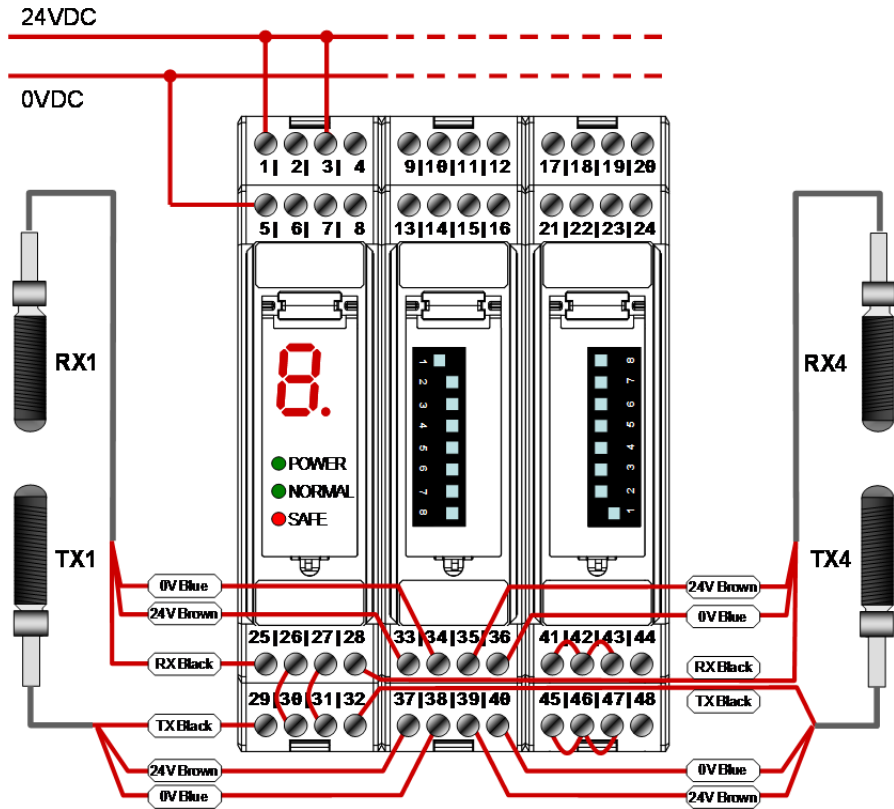 24VDC
0VDC
1| 2| 3| 4
9|10|11|12
17|18|19|20
5| 6| 7| 8
13|14|15|16
21|22|23|24
RX1
RX4
8.
1
2
3
4
5
6
7
8
8
7
6
5
4
3
2
1
POWER
NORMAL
SAFE
TX1
TX4
0V Blue
24V Brown
24V Brown
0V Blue
25|26|27|28
33|34|35|36
41|42|43|44
RX Black
RX Black
29|30|31|32
37|38|39|40
45|46|47|48
TX Black
TX Black
24V Brown
0V Blue
0V Blue
24V Brown